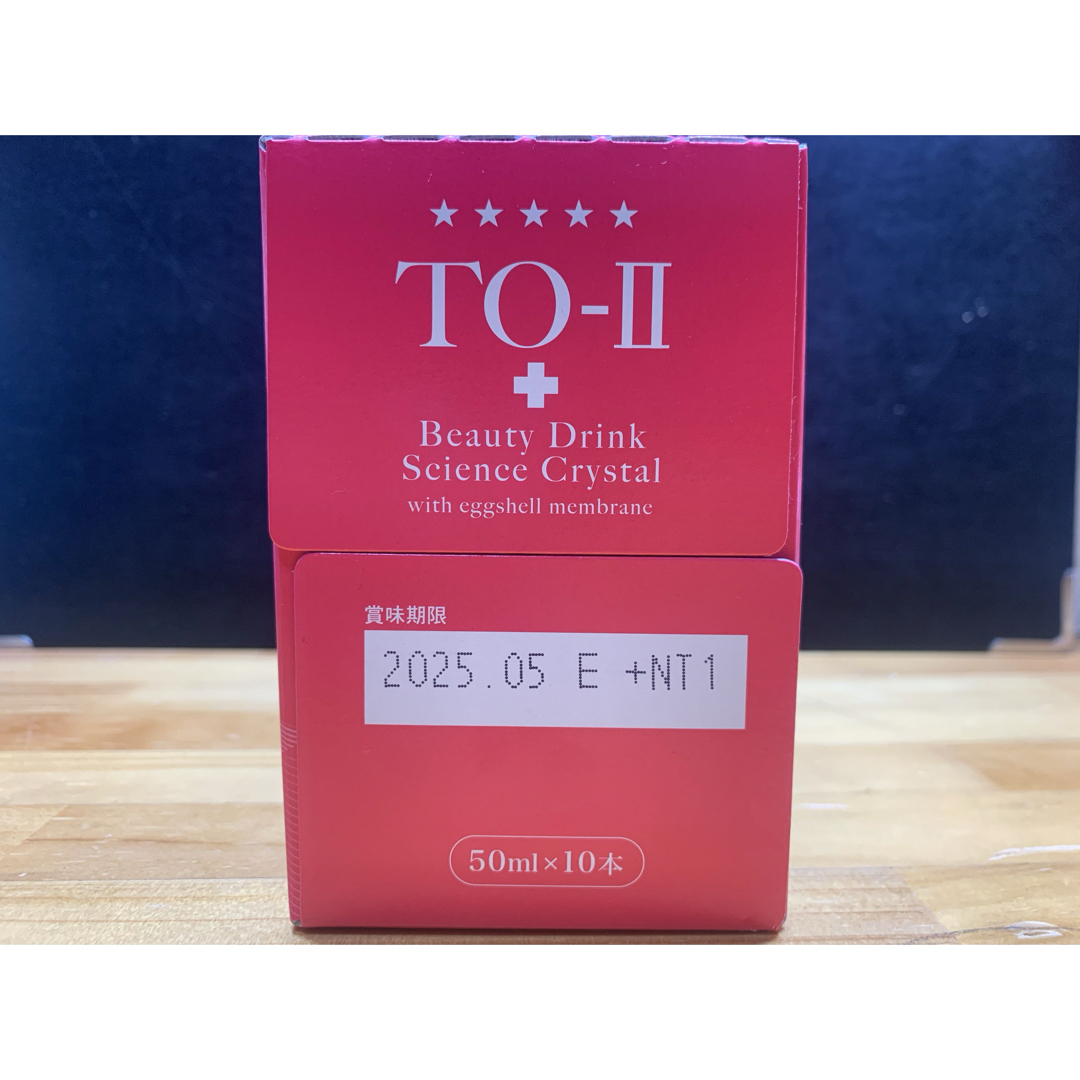 ★★★★★
TO-Ⅱ
Beauty Drink
Science Crystal
with eggshell membrane
賞味期限
2025.05 E +NT1
50ml×10本